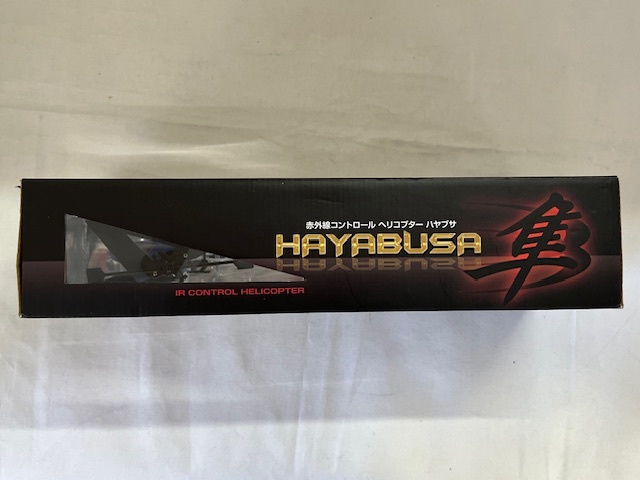 赤外線コントロール ヘリコプター ハヤブサ
HAYABUSA
隼
IR CONTROL HELICOPTER